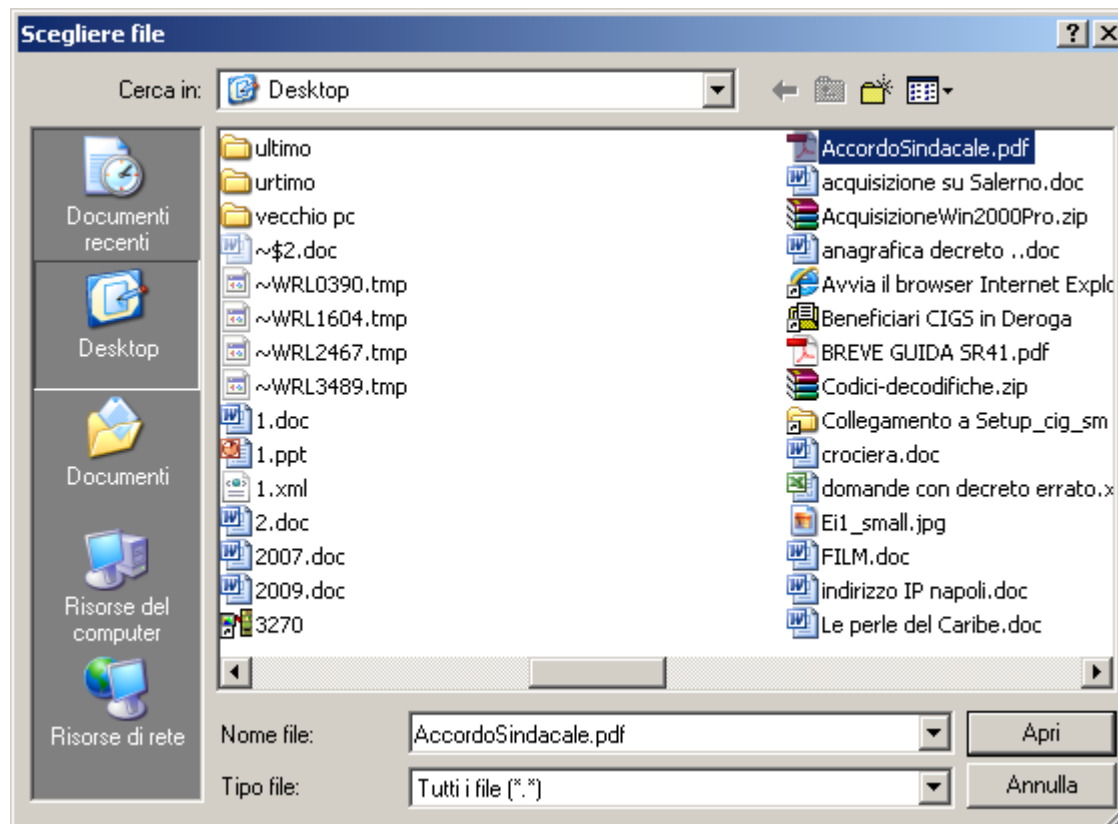 Scegliere file
Cerca in:
Desktop
Documenti
recenti
Desktop
Documenti
Risorse del
computer
Risorse di rete
ultimo
urtimo
vecchio pc
~$2.doc
~WRL0390.tmp
~WRL1604.tmp
~WRL2467.tmp
~WRL3489.tmp
1.doc
1.ppt
1.xml
2.doc
2007.doc
2009.doc
3270
AccordoSindacale.pdf
acquisizione su Salerno.doc
AcquisizioneWin2000Pro.zip
anagrafica decreto ..doc
Avvia il browser Internet Explo
Beneficiari CIGS in Deroga
BREVE GUIDA SR41.pdf
Codici-decodifiche.zip
Collegamento a Setup_cig_sm
crociera.doc
domande con decreto errato.x
Ei1_small.jpg
FILM.doc
indirizzo IP napoli.doc
Le perle del Caribe.doc
Nome file:
AccordoSindacale.pdf
Apri
Tipo file:
Tutti i file (*.*)
Annulla